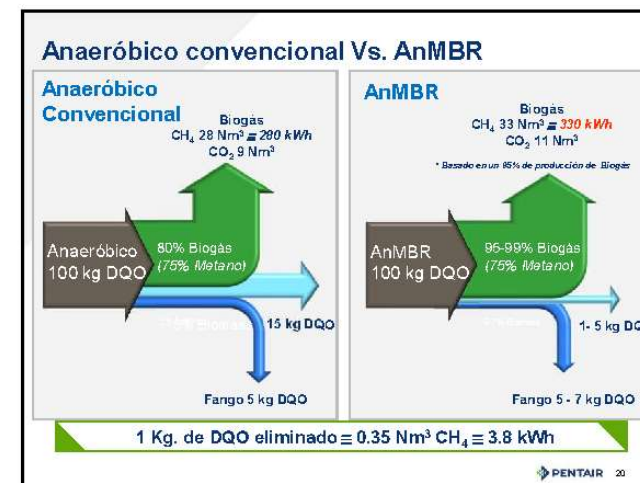 Anaeróbico convencional Vs. AnMBR
Anaeróbico
Convencional
Biogás
CH₄ 28 Nm³ ≡ 280 kWh
CO₂ 9 Nm³
Anaeróbico
100 kg DQO
80% Biogás
(75% Metano)
15 kg DQO
Fango 5 kg DQO
AnMBR
Biogás
CH₄ 33 Nm³ ≡ 330 kWh
CO₂ 11 Nm³
* Basado en un 95% de producción de Biogás
AnMBR
100 kg DQO
95-99% Biogás
(75% Metano)
1- 5 kg DQ
Fango 5 - 7 kg DQO
1 Kg. de DQO eliminado ≡ 0.35 Nm³ CH₄ ≡ 3.8 kWh
PENTAIR 20